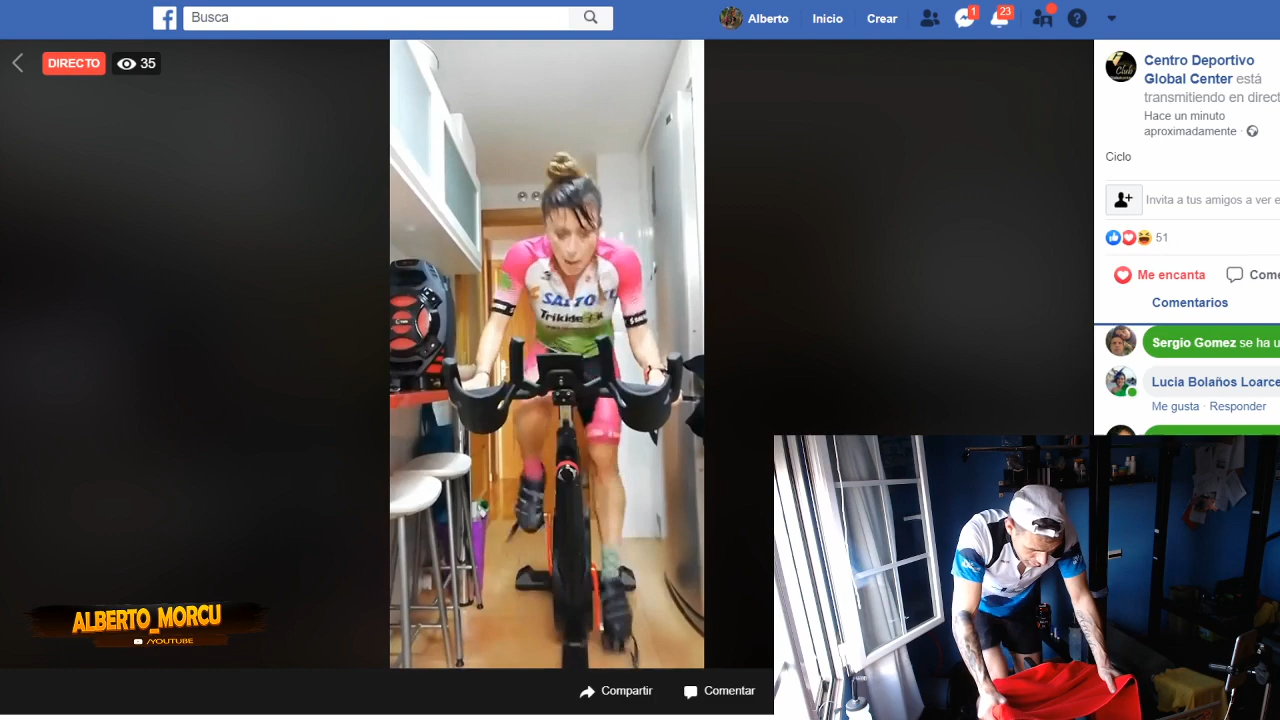 Busca
Alberto
Inicio
Crear
1
23
DIRECTO
35
Centro Deportivo
Global Center está
transmitiendo en direct
Hace un minuto
aproximadamente ·
Ciclo
Invita a tus amigos a ver e
51
Me encanta
Come
Comentarios
Sergio Gomez se ha u
Lucia Bolaños Loarce
Me gusta · Responder
Trikide
ALBERTO_MORCU
/YOUTUBE
Compartir
Comentar